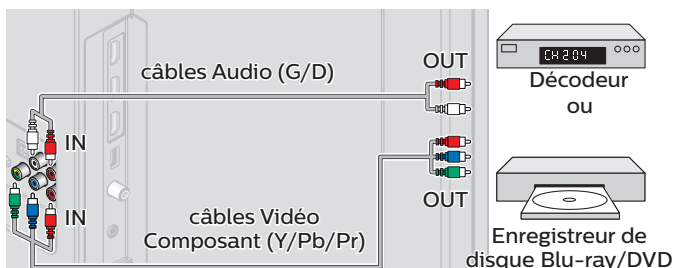 câbles Audio (G/D)
OUT
CH 204
Décodeur
ou
IN
IN
OUT
câbles Vidéo
Composant (Y/Pb/Pr)
Enregistreur de
disque Blu-ray/DVD